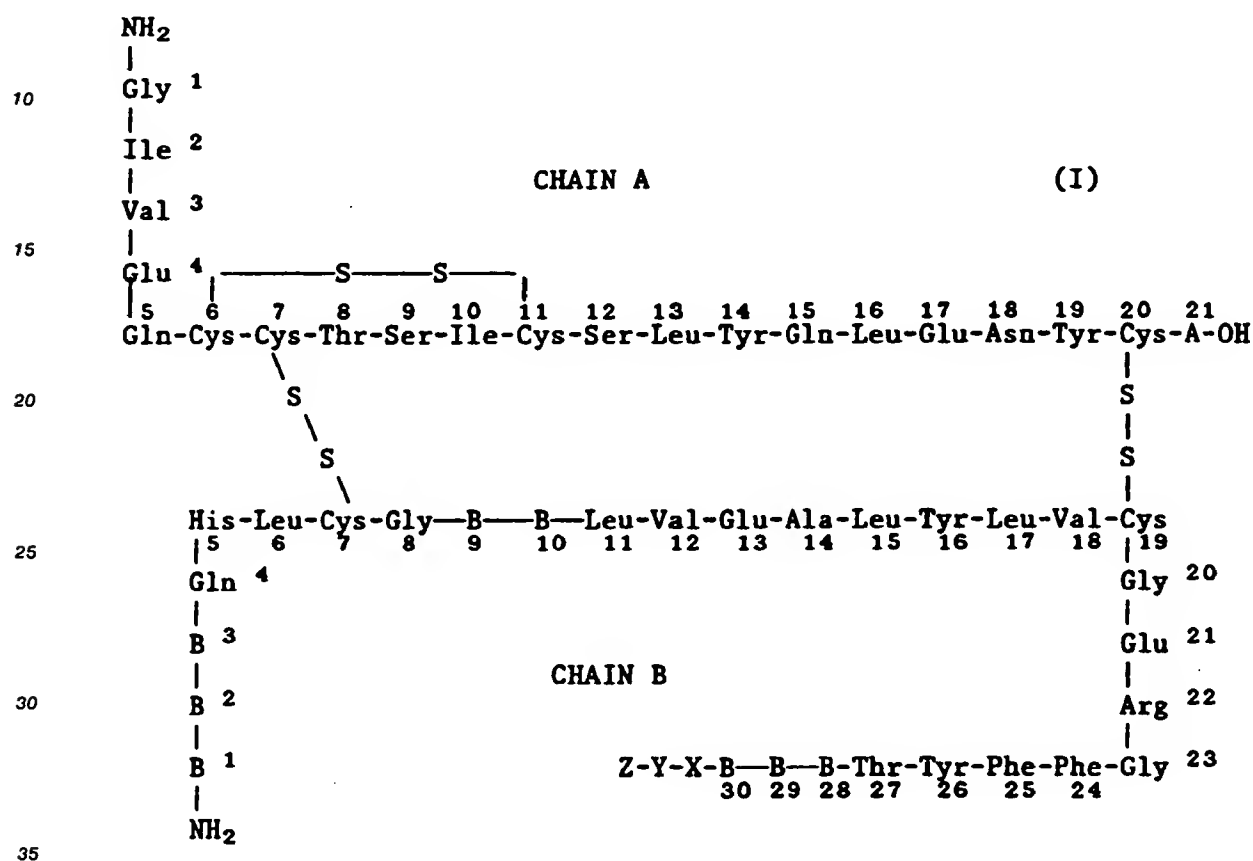 NH2
Gly 1
10
Ile 2
CHAIN A (I)
Val 3
15
Glu 4 S S
5 6 7 8 9 10 11 12 13 14 15 16 17 18 19 20 21
Gln-Cys-Cys-Thr-Ser-Ile-Cys-Ser-Leu-Tyr-Gln-Leu-Glu-Asn-Tyr-Cys-A-OH
S S
20
S S
His-Leu-Cys-Gly—B—B—Leu-Val-Glu-Ala-Leu-Tyr-Leu-Val-Cys
5 6 7 8 9 10 11 12 13 14 15 16 17 18 19
25
Gln 4 Gly 20
B 3 Glu 21
CHAIN B
30 B 2 Arg 22
B 1 Z-Y-X-B—B—B-Thr-Tyr-Phe-Phe-Gly 23
30 29 28 27 26 25 24
NH2
35